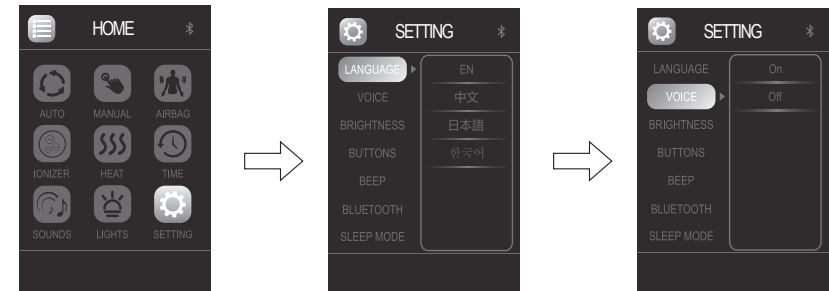 HOME
AUTO MANUAL AIRBAG
IONIZER HEAT TIME
SOUNDS LIGHTS SETTING
SETTING
LANGUAGE
VOICE
BRIGHTNESS
BUTTONS
BEEP
BLUETOOTH
SLEEP MODE
EN
中文
日本語
한국어
SETTING
LANGUAGE
VOICE
BRIGHTNESS
BUTTONS
BEEP
BLUETOOTH
SLEEP MODE
On
Off